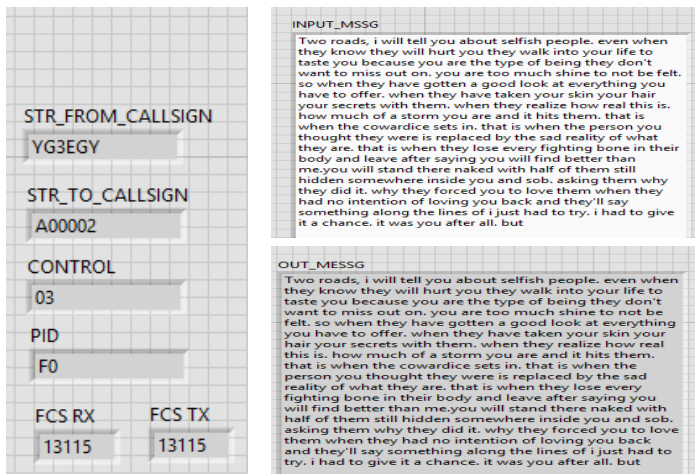 STR_FROM_CALLSIGN
YG3EGY
STR_TO_CALLSIGN
A00002
CONTROL
03
PID
F0
FCS RX
13115
FCS TX
13115
INPUT_MSSG
Two roads, i will tell you about selfish people. even when
they know they will hurt you they walk into your life to
taste you because you are the type of being they don't
want to miss out on. you are too much shine to not be felt.
so when they have gotten a good look at everything you
have to offer. when they have taken your skin your hair
your secrets with them. when they realize how real this is.
how much of a storm you are and it hits them. that is
when the cowardice sets in. that is when the person you
thought they were is replaced by the sad reality of what
they are. that is when they lose every fighting bone in their
body and leave after saying you will find better than
me.you will stand there naked with half of them still
hidden somewhere inside you and sob. asking them why
they did it. why they forced you to love them when they
had no intention of loving you back and they'll say
something along the lines of i just had to try. i had to give
it a chance. it was you after all. but
OUT_MESSG
Two roads, i will tell you about selfish people. even when
they know they will hurt you they walk into your life to
taste you because you are the type of being they don't
want to miss out on. you are too much shine to not be
felt. so when they have gotten a good look at everything
you have to offer. when they have taken your skin your
hair your secrets with them. when they realize how real
this is. how much of a storm you are and it hits them.
that is when the cowardice sets in. that is when the
person you thought they were is replaced by the sad
reality of what they are. that is when they lose every
fighting bone in their body and leave after saying you
will find better than me.you will stand there naked with
half of them still hidden somewhere inside you and sob.
asking them why they did it. why they forced you to love
them when they had no intention of loving you back
and they'll say something along the lines of i just had to
try. i had to give it a chance. it was you after all. but